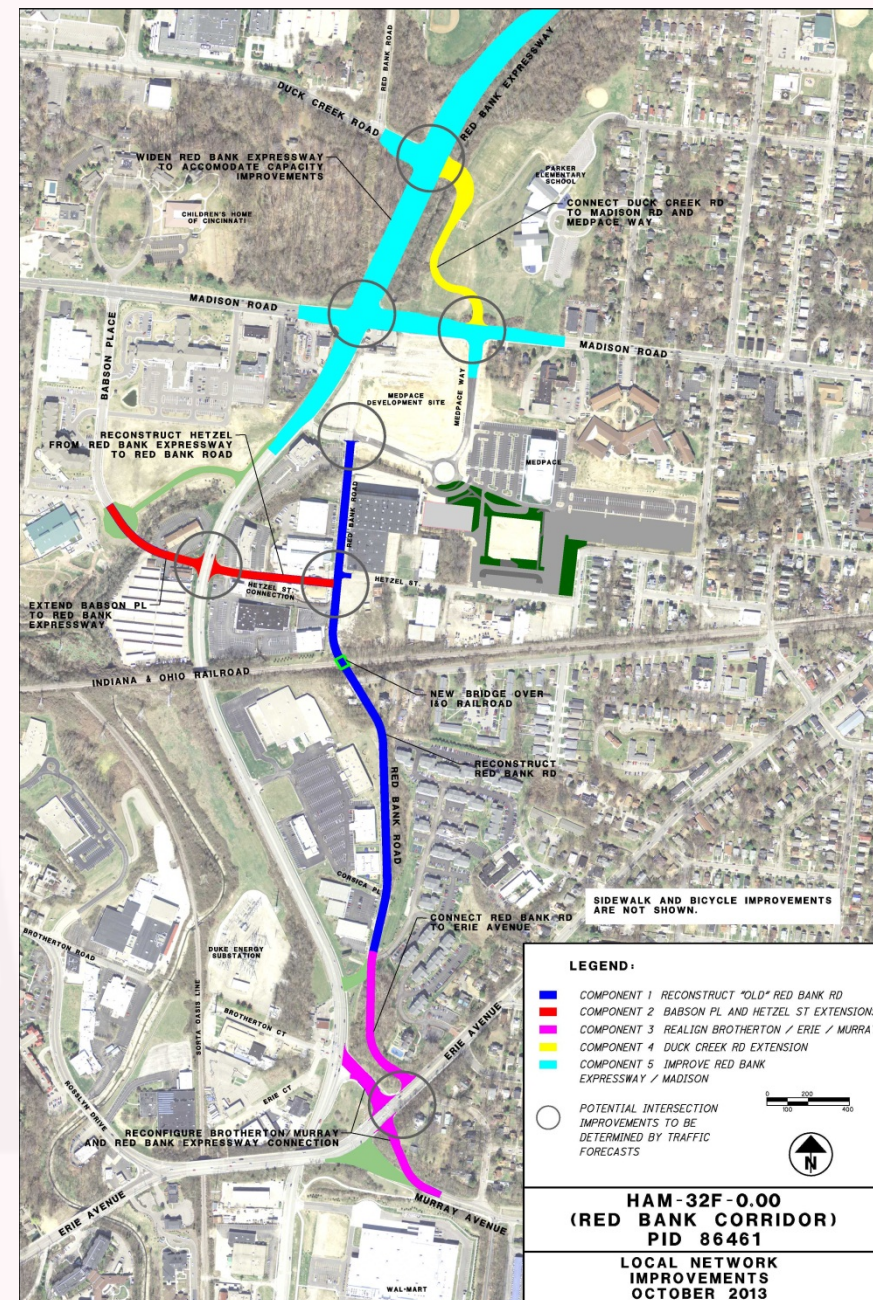 RED BANK ROAD
RED BANK EXPRESSWAY
DUCK CREEK ROAD
WIDEN RED BANK EXPRESSWAY
TO ACCOMODATE CAPACITY
IMPROVEMENTS
PARKER
ELEMENTARY
SCHOOL
CONNECT DUCK CREEK RD
TO MADISON RD AND
MEDPACE WAY
CHILDREN'S HOME
OF CINCINNATI
MADISON ROAD
MADISON ROAD
BABSON PLACE
MEDPACE WAY
MEDPACE
DEVELOPMENT SITE
RECONSTRUCT HETZEL
FROM RED BANK EXPRESSWAY
TO RED BANK ROAD
MEDPACE
RED BANK ROAD
HETZEL ST.
HETZEL ST.
CONNECTION
EXTEND BABSON PL
TO RED BANK
EXPRESSWAY
INDIANA & OHIO RAILROAD
NEW BRIDGE OVER
I&O RAILROAD
RECONSTRUCT
RED BANK RD
RED BANK ROAD
CORSICA PL
SIDEWALK AND BICYCLE IMPROVEMENTS
ARE NOT SHOWN.
CONNECT RED BANK RD
TO ERIE AVENUE
BROTHERTON ROAD
DUKE ENERGY
SUBSTATION
SORTA OASIS LINE
BROTHERTON CT
ERIE AVENUE
ERIE CT
ROSSLYN DRIVE
RECONFIGURE BROTHERTON/MURRAY
AND RED BANK EXPRESSWAY CONNECTION
ERIE AVENUE
MURRAY AVENUE
WAL-MART
LEGEND:
COMPONENT 1 RECONSTRUCT "OLD" RED BANK RD
COMPONENT 2 BABSON PL AND HETZEL ST EXTENSIONS
COMPONENT 3 REALIGN BROTHERTON / ERIE / MURRA
COMPONENT 4 DUCK CREEK RD EXTENSION
COMPONENT 5 IMPROVE RED BANK
EXPRESSWAY / MADISON
0 200
100 400
POTENTIAL INTERSECTION
IMPROVEMENTS TO BE
DETERMINED BY TRAFFIC
FORECASTS
N
HAM-32F-0.00
(RED BANK CORRIDOR)
PID 86461
LOCAL NETWORK
IMPROVEMENTS
OCTOBER 2013